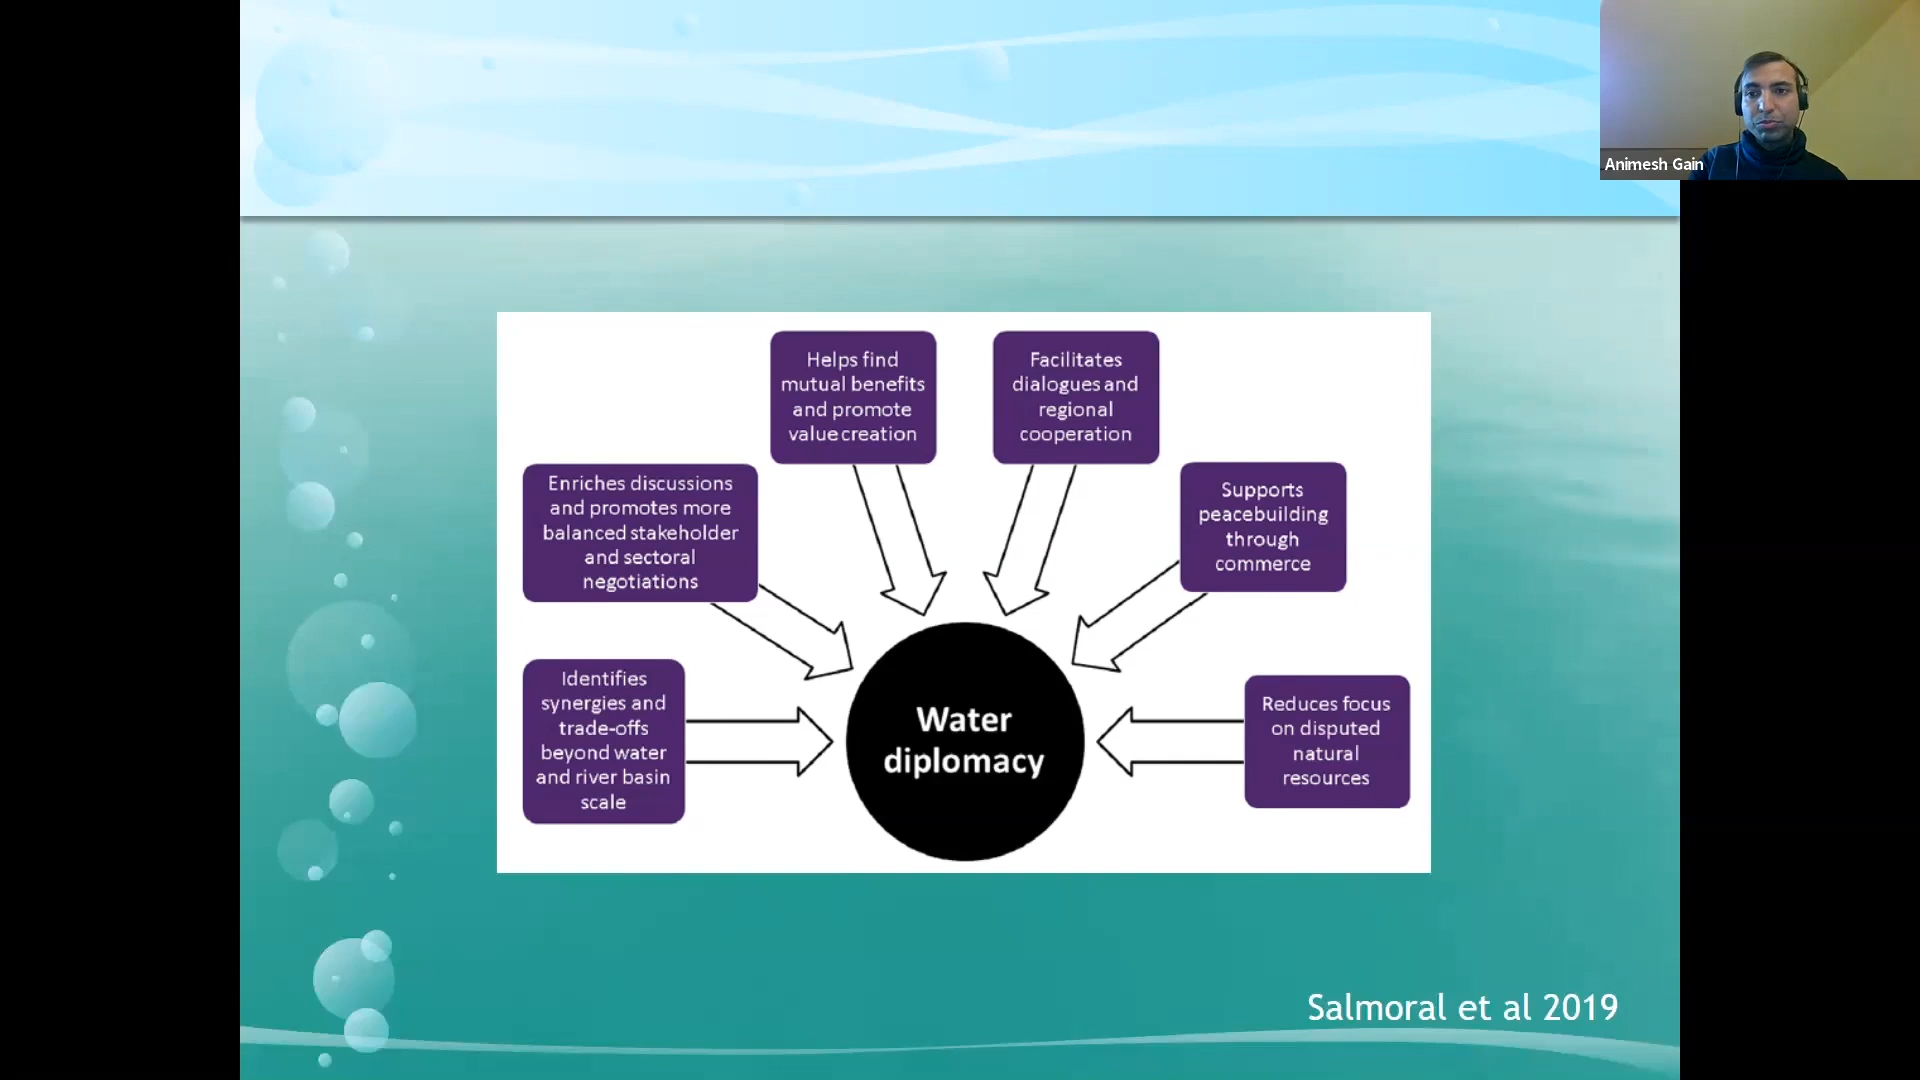 Animesh Gain
Helps find
mutual benefits
and promote
value creation
Facilitates
dialogues and
regional
cooperation
Enriches discussions
and promotes more
balanced stakeholder
and sectoral
negotiations
Supports
peacebuilding
through
commerce
Identifies
synergies and
trade-offs
beyond water
and river basin
scale
Water
diplomacy
Reduces focus
on disputed
natural
resources
Salmoral et al 2019